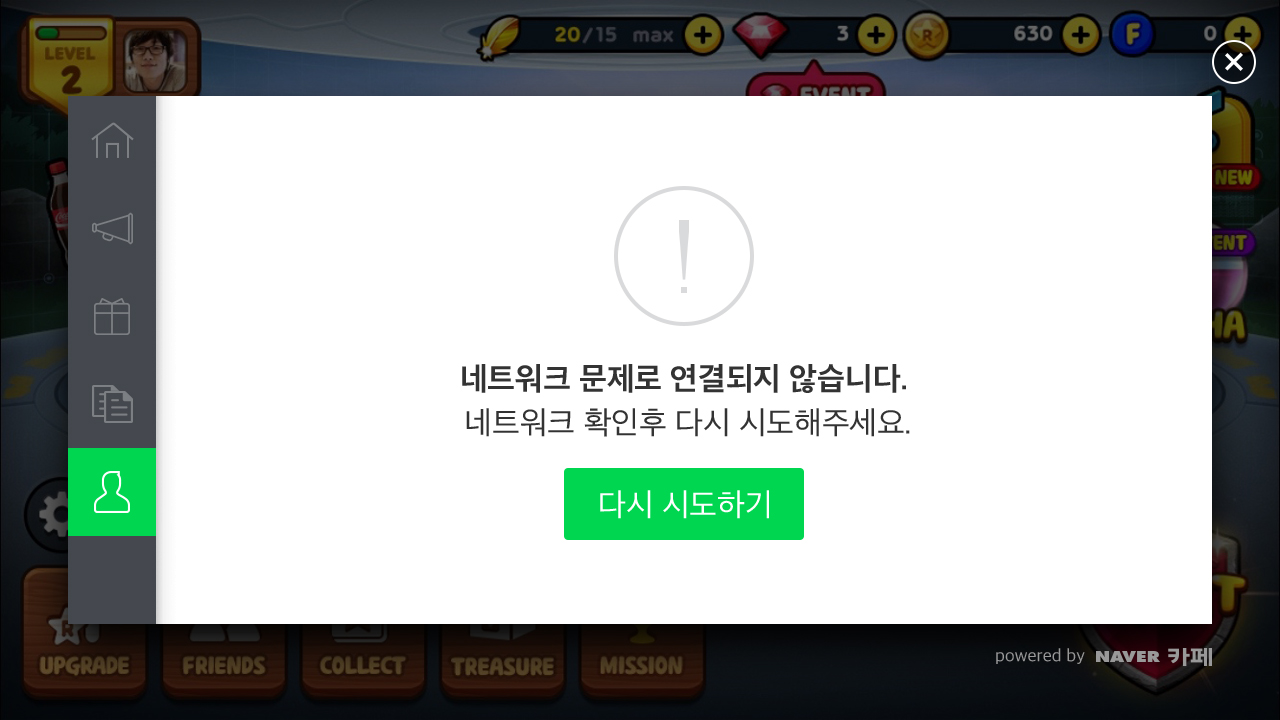 LEVEL
2
20/15 max
3
630
R
F
0
EVENT
NEW
네트워크 문제로 연결되지 않습니다.
네트워크 확인후 다시 시도해주세요.
다시 시도하기
R
UPGRADE
FRIENDS
COLLECT
TREASURE
MISSION
powered by NAVER 카페